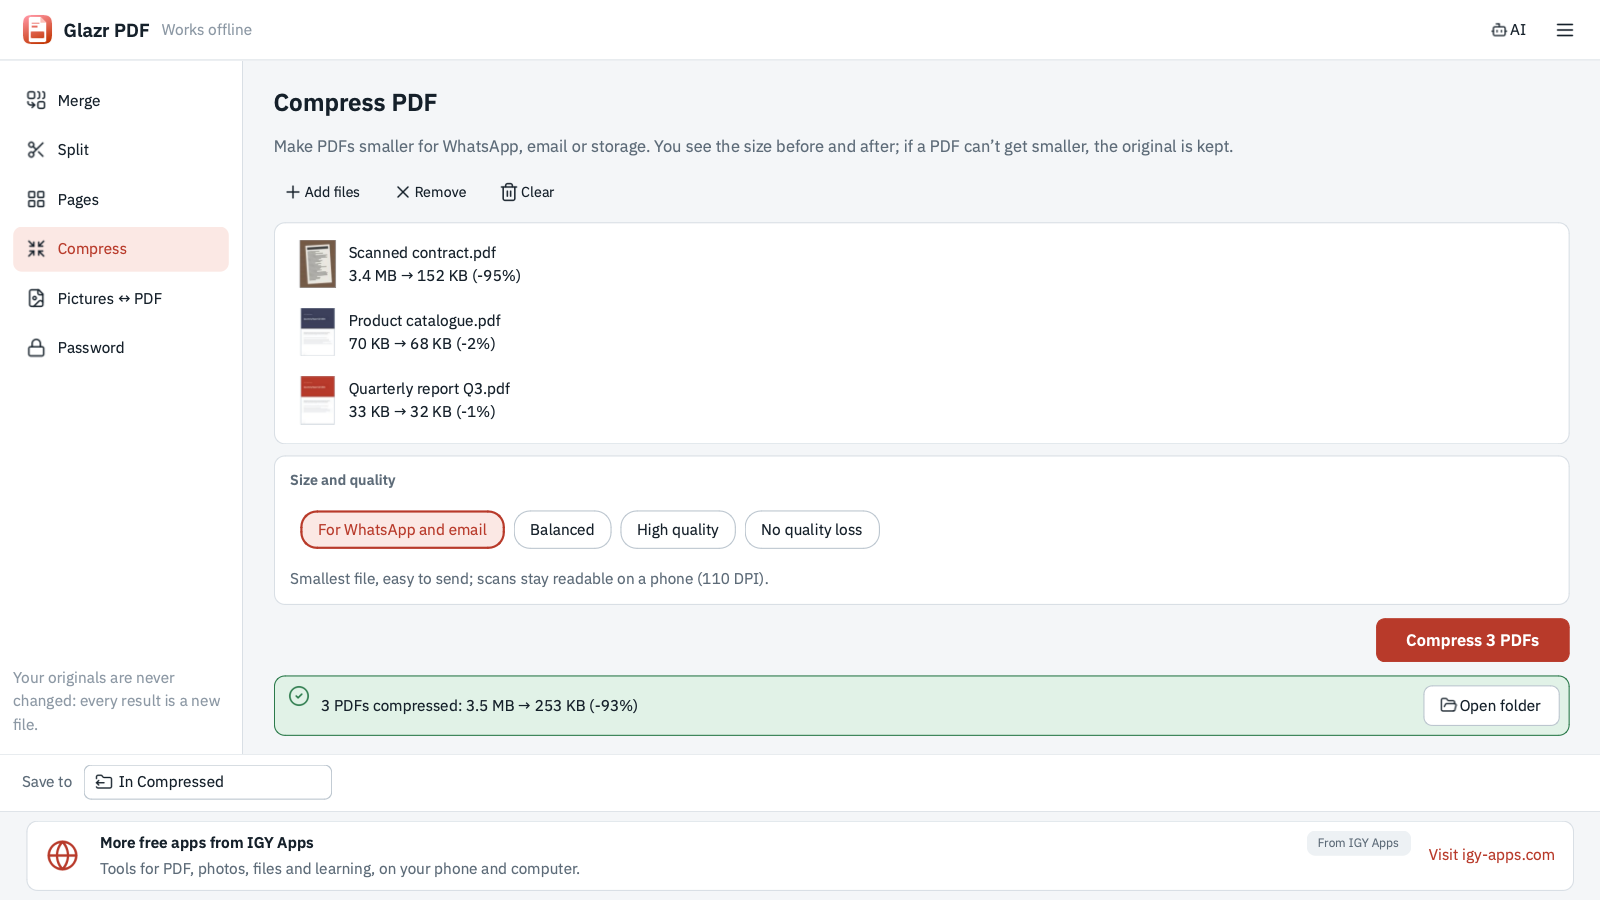 Glazr PDF
Works offline
AI
Merge
Split
Pages
Compress
Pictures ↔ PDF
Password
Your originals are never
changed: every result is a new
file.
Compress PDF
Make PDFs smaller for WhatsApp, email or storage. You see the size before and after; if a PDF can’t get smaller, the original is kept.
Add files
Remove
Clear
Scanned contract.pdf
3.4 MB → 152 KB (-95%)
Product catalogue.pdf
70 KB → 68 KB (-2%)
Quarterly report Q3.pdf
33 KB → 32 KB (-1%)
Size and quality
For WhatsApp and email
Balanced
High quality
No quality loss
Smallest file, easy to send; scans stay readable on a phone (110 DPI).
Compress 3 PDFs
3 PDFs compressed: 3.5 MB → 253 KB (-93%)
Open folder
Save to
In Compressed
More free apps from IGY Apps
Tools for PDF, photos, files and learning, on your phone and computer.
From IGY Apps
Visit igy-apps.com